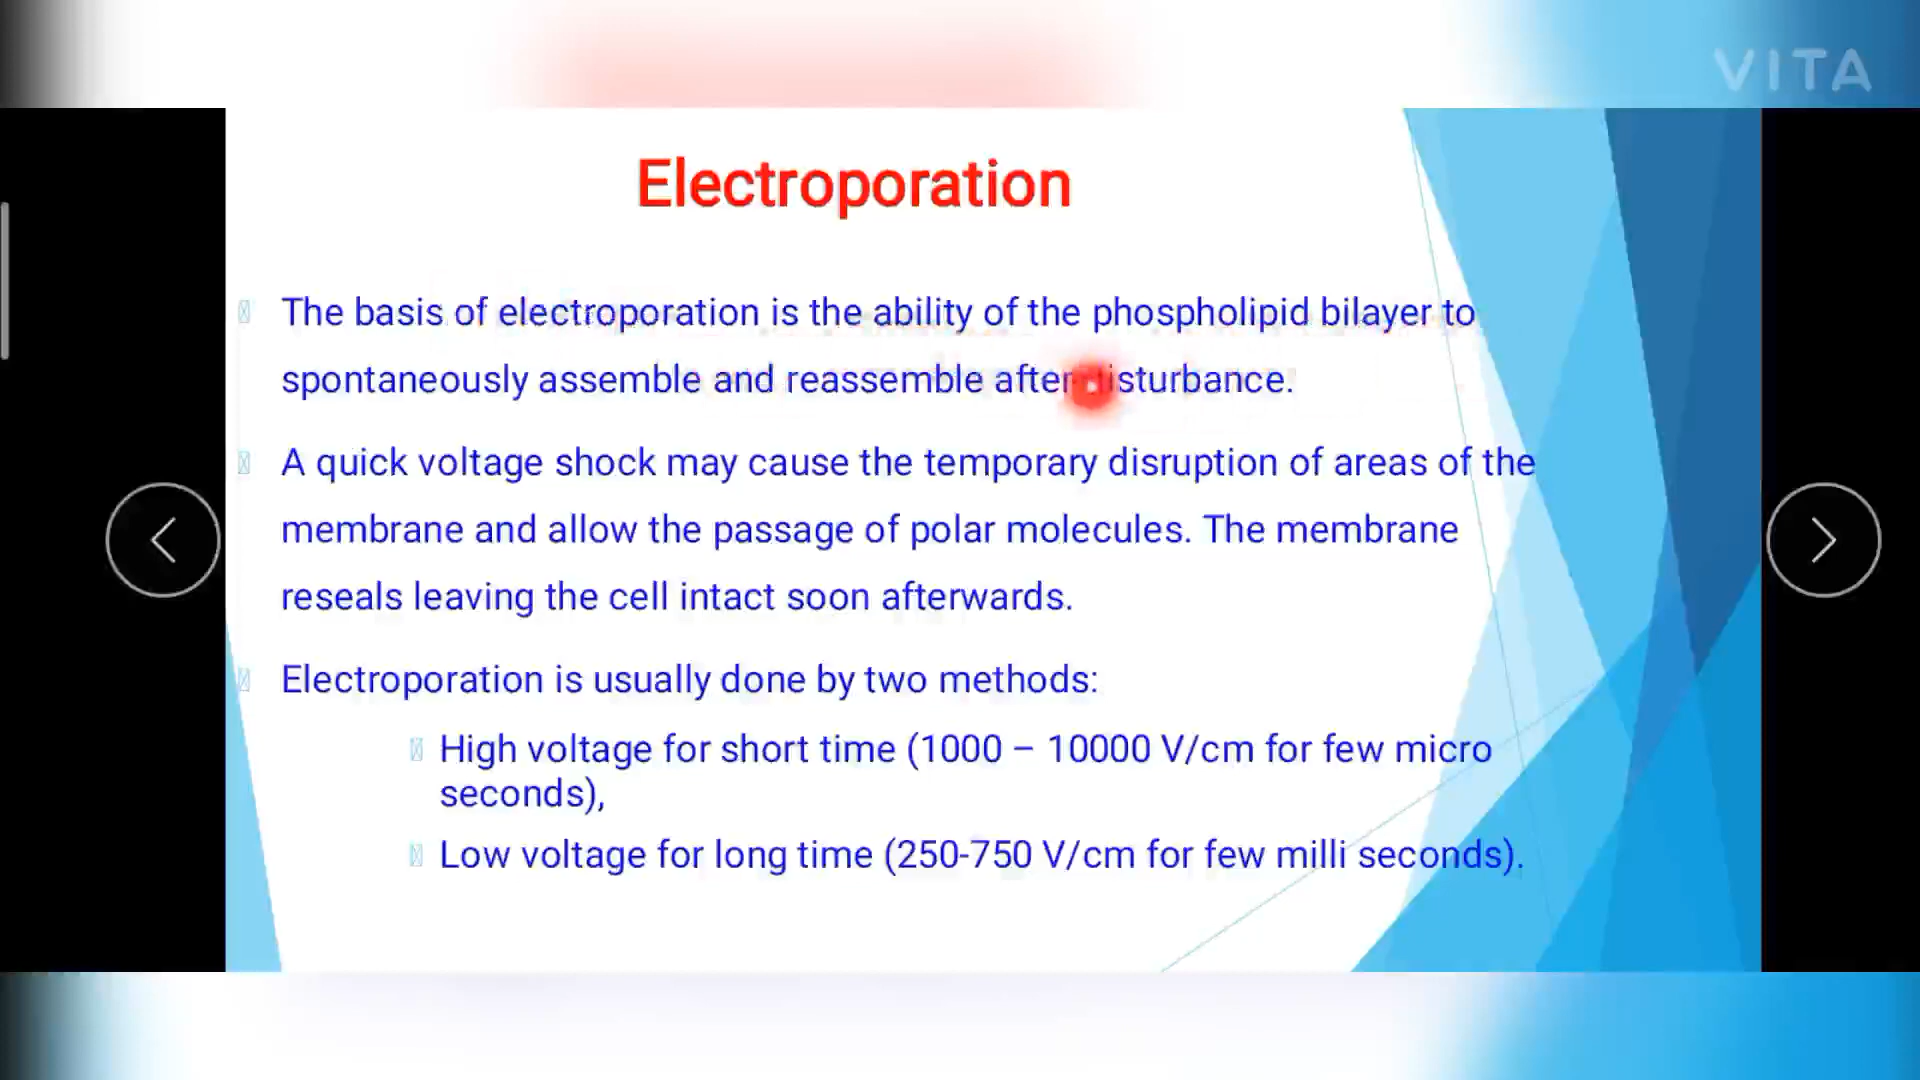 VITA
Electroporation
The basis of electroporation is the ability of the phospholipid bilayer to
spontaneously assemble and reassemble after disturbance.
A quick voltage shock may cause the temporary disruption of areas of the
membrane and allow the passage of polar molecules. The membrane
reseals leaving the cell intact soon afterwards.
Electroporation is usually done by two methods:
High voltage for short time (1000 – 10000 V/cm for few micro
seconds),
Low voltage for long time (250-750 V/cm for few milli seconds).